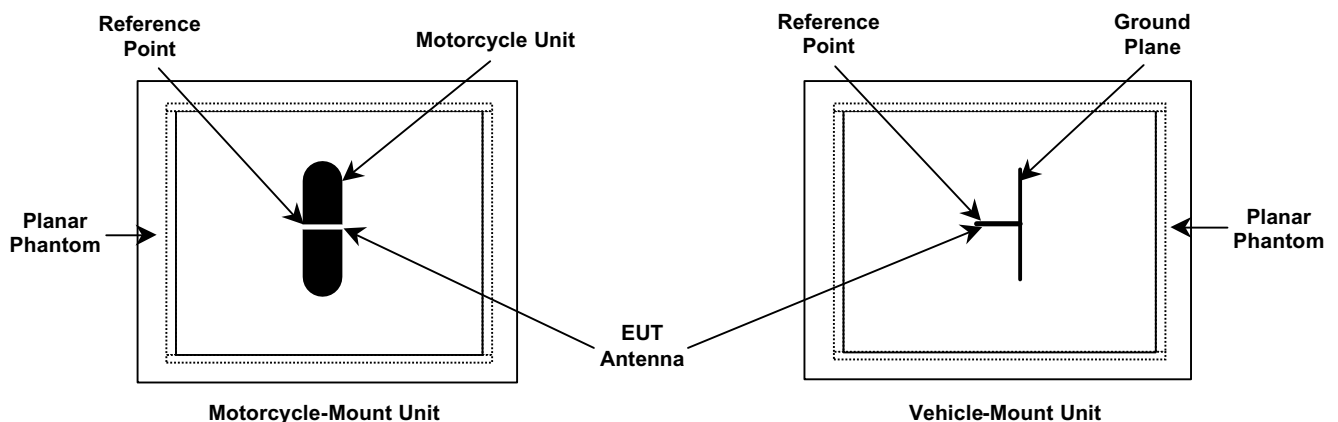 Reference
Point
Motorcycle Unit
Planar
Phantom
Motorcycle-Mount Unit
EUT
Antenna
Reference
Point
Ground
Plane
Planar
Phantom
Vehicle-Mount Unit